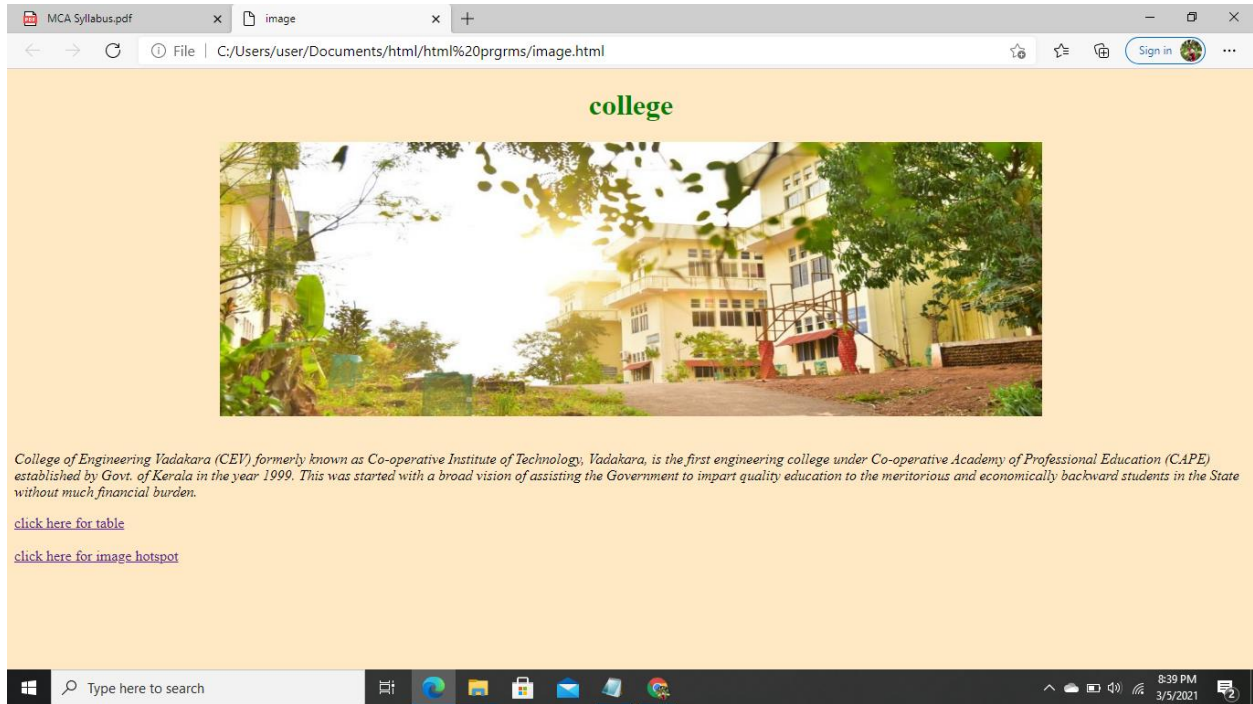 MCA Syllabus.pdf
image
File
C:/Users/user/Documents/html/html%20prgrms/image.html
Sign in
college
College of Engineering Vadakara (CEV) formerly known as Co-operative Institute of Technology, Vadakara, is the first engineering college under Co-operative Academy of Professional Education (CAPE)
established by Govt. of Kerala in the year 1999. This was started with a broad vision of assisting the Government to impart quality education to the meritorious and economically backward students in the State
without much financial burden.
click here for table
click here for image hotspot
Type here to search
8:39 PM
3/5/2021
2